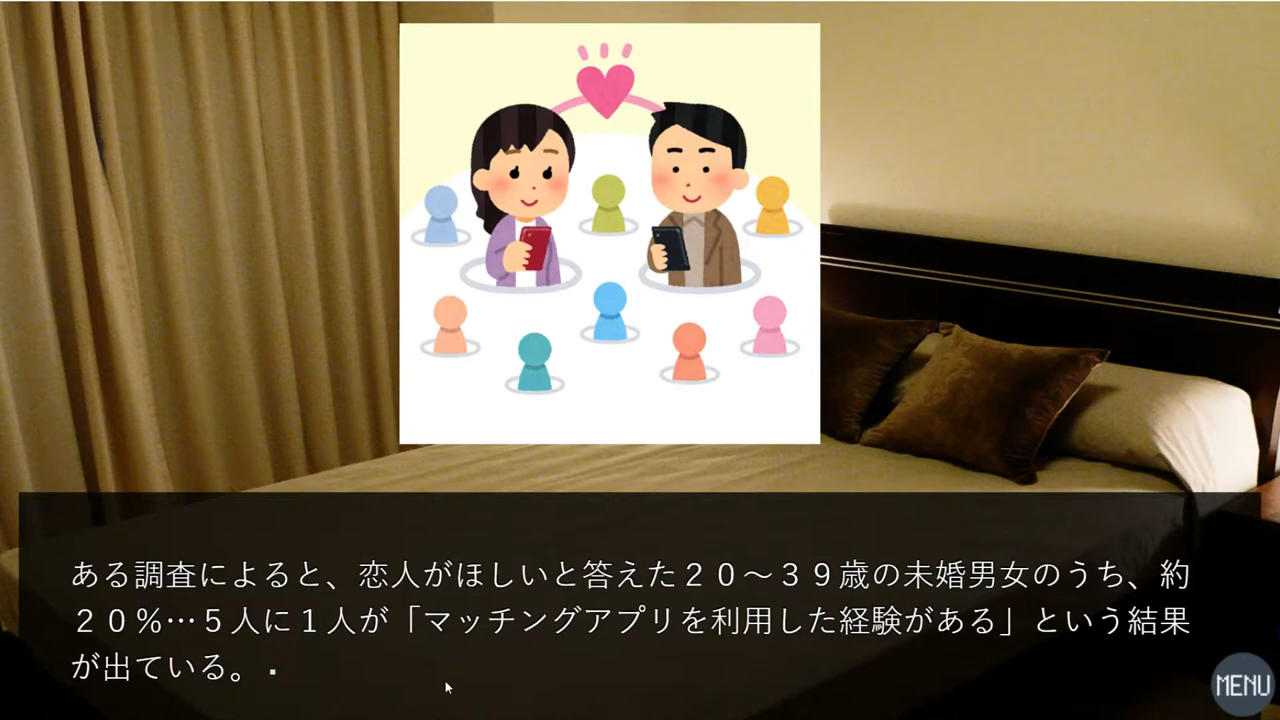 ある調査によると、恋人がほしいと答えた２０～３９歳の未婚男女のうち、約
２０％…５人に１人が「マッチングアプリを利用した経験がある」という結果
が出ている。
MENU